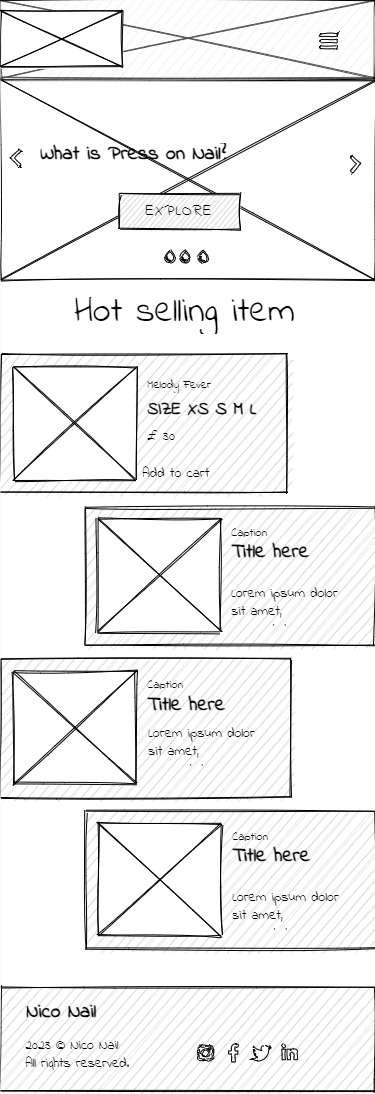 What is Press on Nail?
EXPLORE
Hot selling item
Melody Fever
SIZE XS S M L
£ 30
Add to cart
Caption
Title here
Lorem ipsum dolor
sit amet,
Caption
Title here
Lorem ipsum dolor
sit amet,
Caption
Title here
Lorem ipsum dolor
sit amet,
Nico Nail
2023 © Nico Nail
All rights reserved.